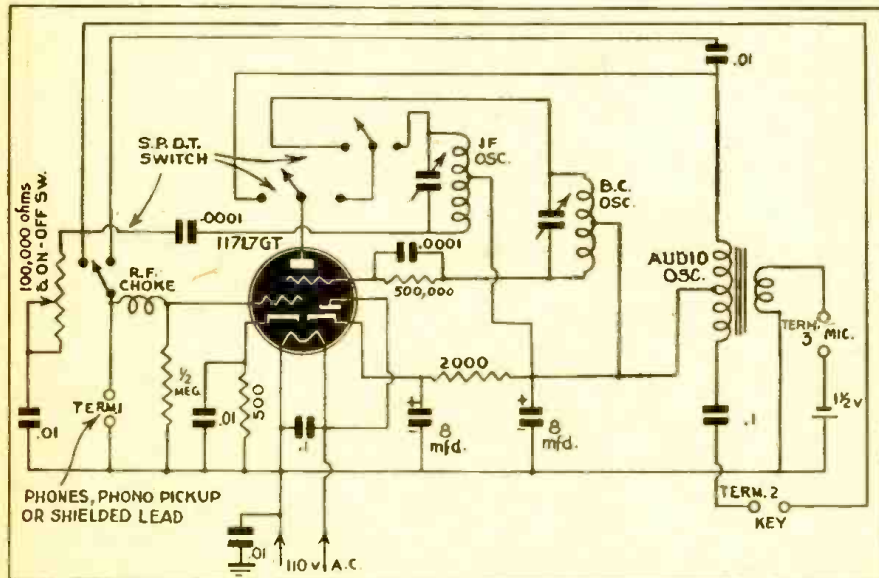 .01
S.P.D.T.
SWITCH
I.F
OSC.
B.C.
OSC.
100,000 ohms
& ON-OFF SW.
.0001
117L7GT
.0001
R.F.
CHOKE
500,000
AUDIO
OSC.
TERM.
3
MIC.
2000
1/2
MEG.
.01
500
TERM.1
.01
.1
+
-
8
mfd.
+
-
8
mfd.
.1
1½V
PHONES, PHONO PICKUP
OR SHIELDED LEAD
TERM. 2
KEY
.01
110 v. A.C.